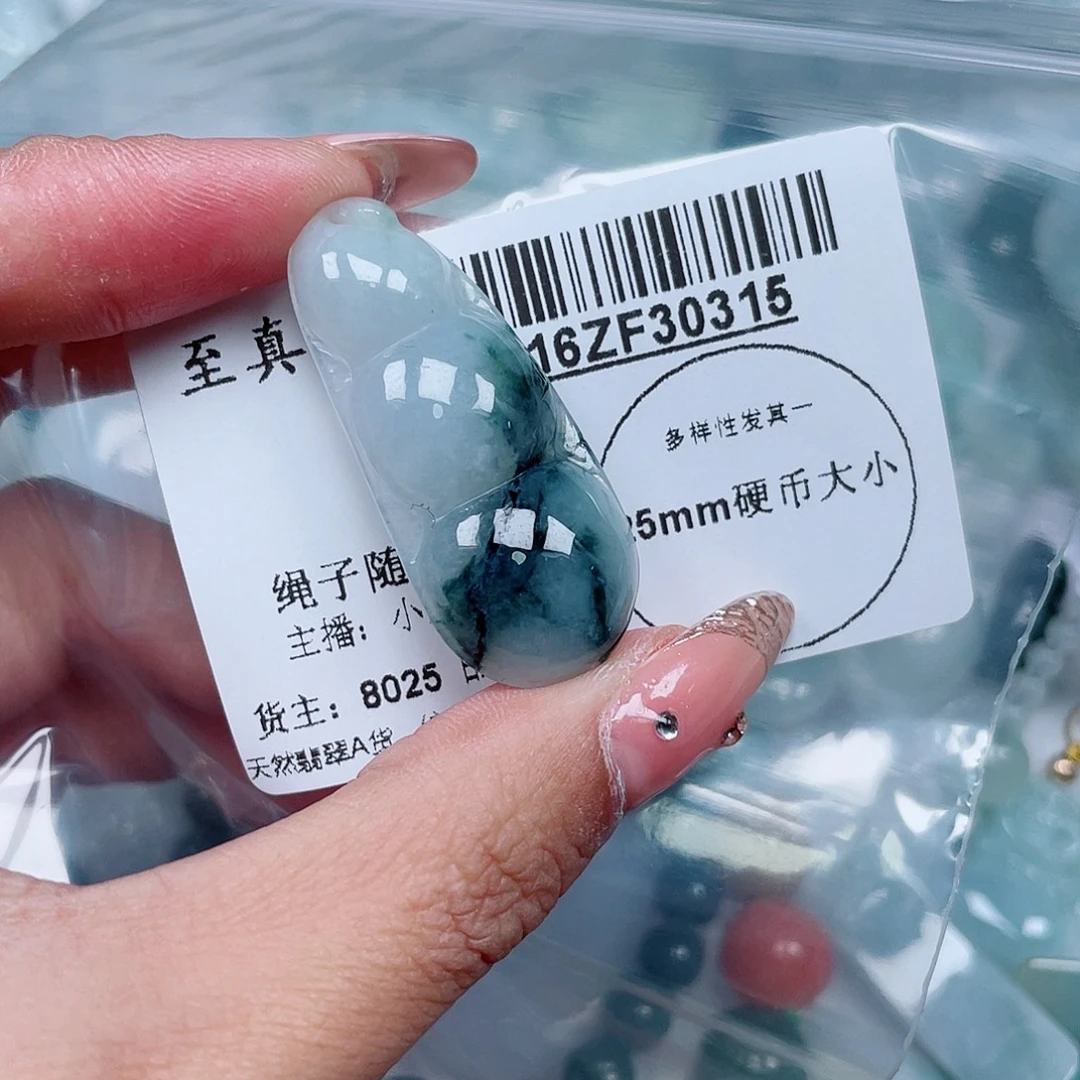 至真
16ZF30315
多样性发其一
25mm硬币大小
绳子随
主播: 小
货主: 8025
天然翡翠A货